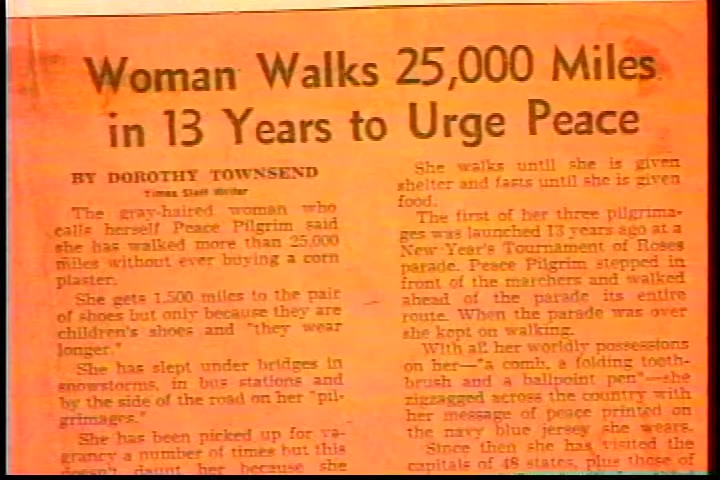 Woman Walks 25,000 Miles
in 13 Years to Urge Peace
BY DOROTHY TOWNSEND
Times Staff Writer
The gray-haired woman who
calls herself Peace Pilgrim said
she has walked more than 25,000
miles without ever buying a corn
plaster.
She gets 1,500 miles to the pair
of shoes but only because they are
children's shoes and "they wear
longer."
She has slept under bridges in
snowstorms, in bus stations and
by the side of the road on her "pil-
grimages."
She has been picked up for va-
grancy a number of times but this
doesn't daunt her because she
She walks until she is given
shelter and fasts until she is given
food.
The first of her three pilgrima-
ges was launched 13 years ago at a
New Year's Tournament of Roses
parade. Peace Pilgrim stepped in
front of the marchers and walked
ahead of the parade its entire
route. When the parade was over
she kept on walking.
With all her worldly possessions
on her—"a comb, a folding tooth-
brush and a ballpoint pen"—she
zigzagged across the country with
her message of peace printed on
the navy blue jersey she wears.
Since then she has visited the
capitals of 48 states, plus those of